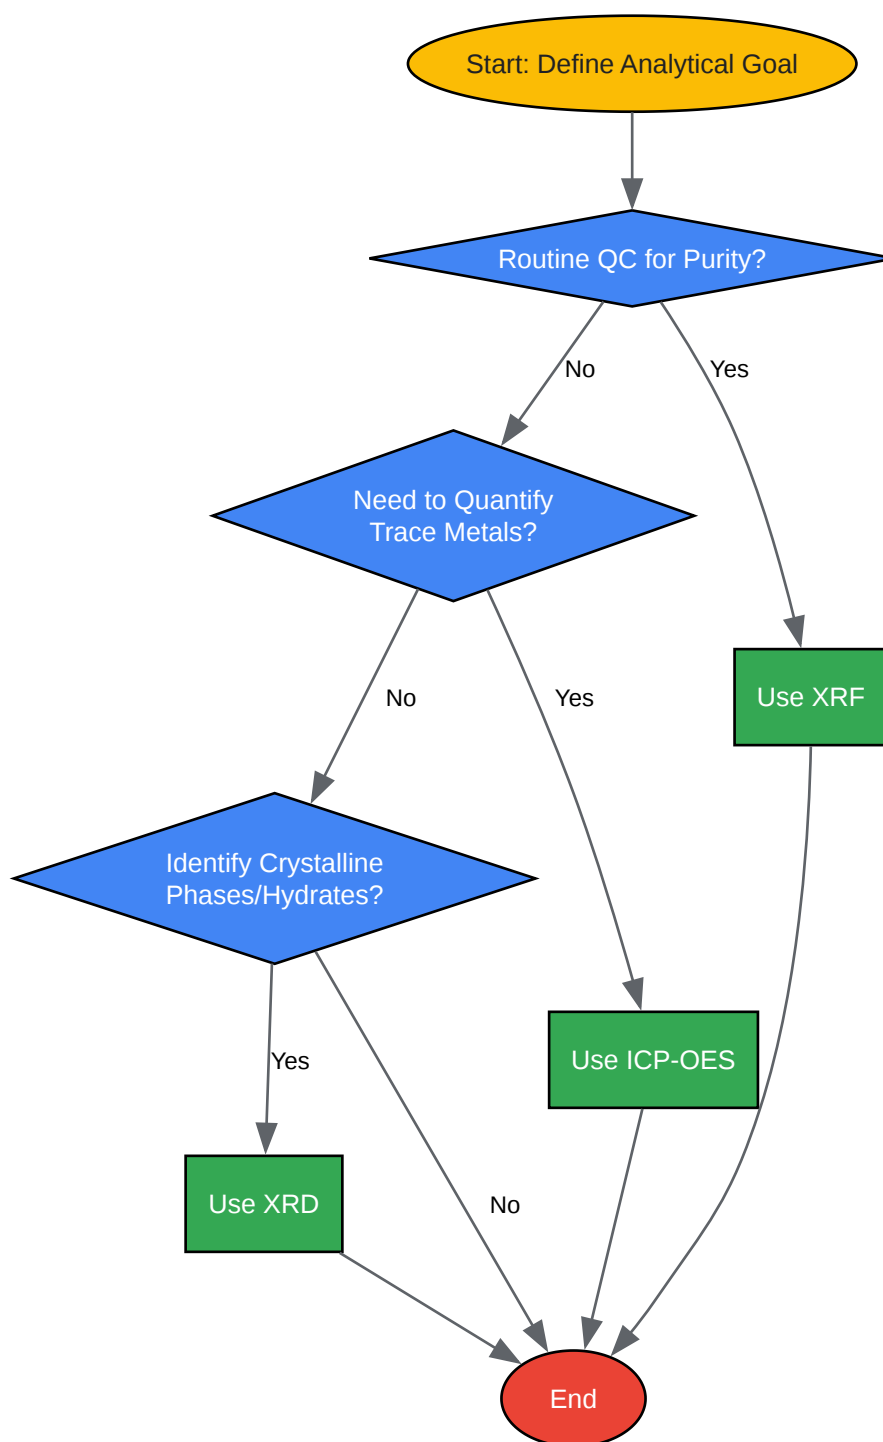 Start: Define Analytical Goal
Routine QC for Purity?
No
Yes
Need to Quantify
Trace Metals?
No
Yes
Use XRF
Identify Crystalline
Phases/Hydrates?
Yes
Use ICP-OES
Use XRD
No
End